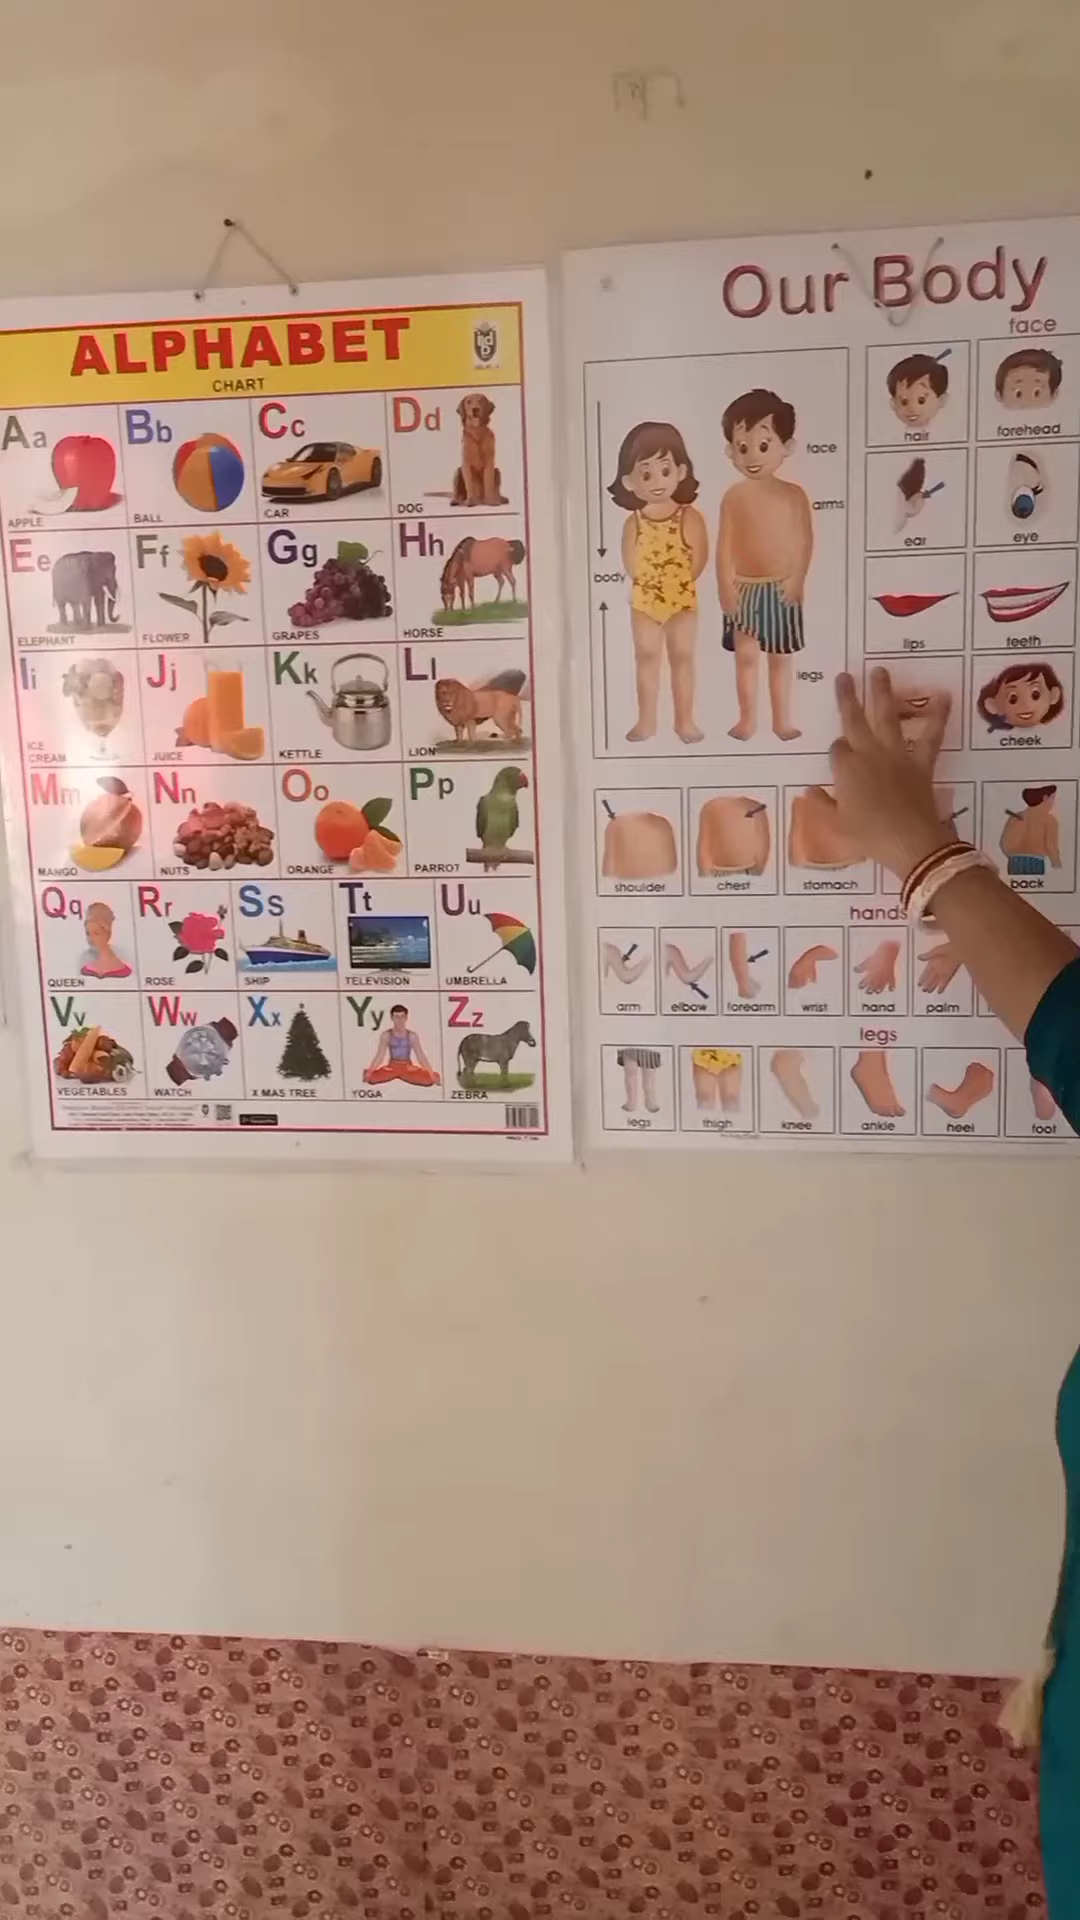 ALPHABET
CHART
Aa
Bb
Cc
Dd
APPLE
BALL
CAR
DOG
Ee
Ff
Gg
Hh
ELEPHANT
FLOWER
GRAPES
HORSE
Ii
Jj
Kk
Ll
ICE
CREAM
JUICE
KETTLE
LION
Mm
Nn
Oo
Pp
MANGO
NUTS
ORANGE
PARROT
Qq
Rr
Ss
Tt
Uu
QUEEN
ROSE
SHIP
TELEVISION
UMBRELLA
Vv
Ww
Xx
Yy
Zz
VEGETABLES
WATCH
X MAS TREE
YOGA
ZEBRA
Our Body
face
face
arms
body
legs
hair
forehead
ear
eye
lips
teeth
cheek
shoulder
chest
stomach
back
hands
arm
elbow
forearm
wrist
hand
palm
legs
legs
thigh
knee
ankle
heel
foot